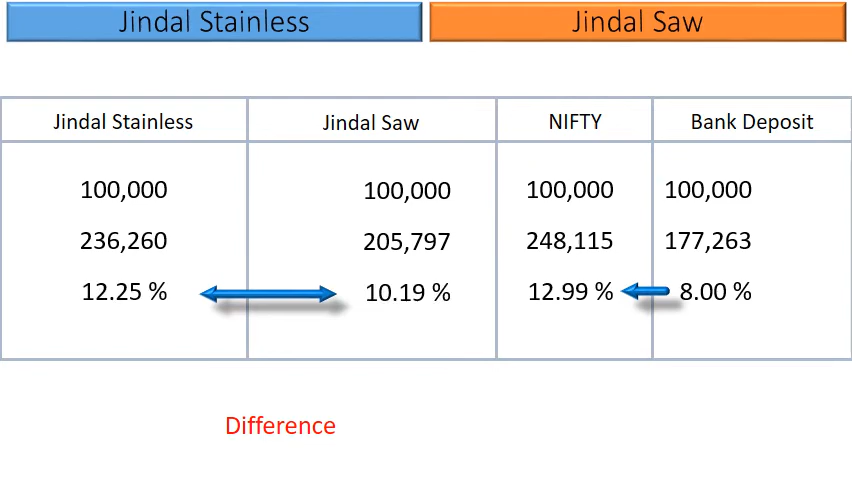 Jindal Stainless Jindal Saw
Jindal Stainless Jindal Saw NIFTY Bank Deposit
100,000 100,000 100,000 100,000
236,260 205,797 248,115 177,263
12.25 % 10.19 % 12.99 % 8.00 %
Difference